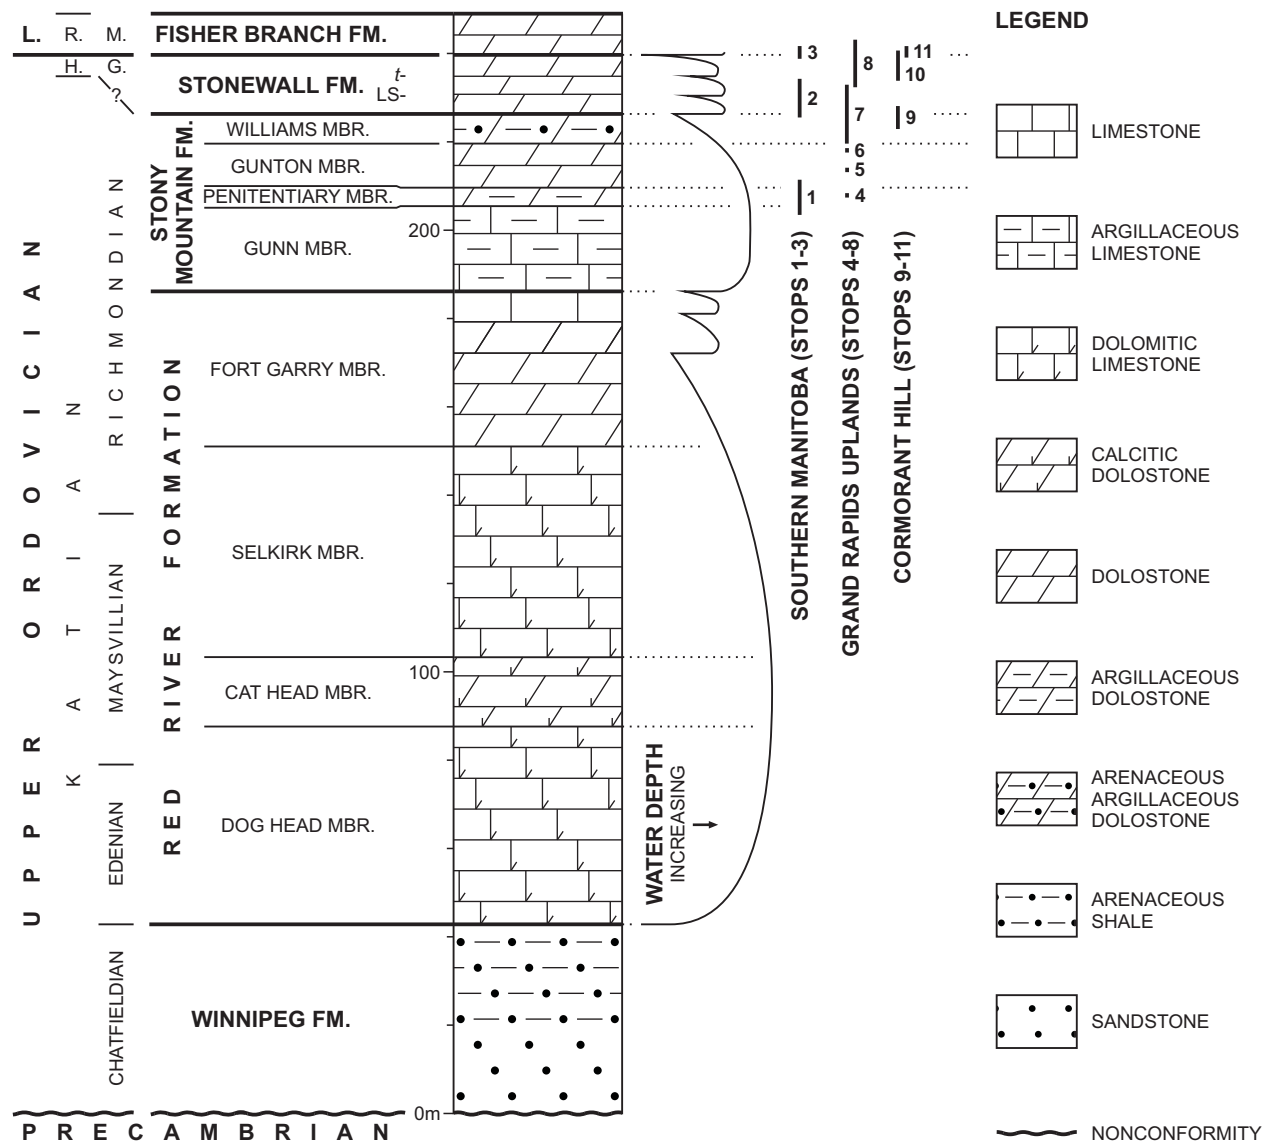 L. R. M. FISHER BRANCH FM.
H. G.
?
STONEWALL FM.
t-
LS-
STONY
MOUNTAIN FM.
WILLIAMS MBR.
GUNTON MBR.
PENITENTIARY MBR.
GUNN MBR.
200
UPPER ORDOVICIAN
KATIAN
RICHMONDIAN
MAYSVILLIAN
EDENIAN
CHATFIELDIAN
RED RIVER FORMATION
FORT GARRY MBR.
SELKIRK MBR.
100
CAT HEAD MBR.
DOG HEAD MBR.
WINNIPEG FM.
0m
PRECAMBRIAN
WATER DEPTH
INCREASING
3
2
1
SOUTHERN MANITOBA (STOPS 1-3)
8
7
6
5
4
GRAND RAPIDS UPLANDS (STOPS 4-8)
11
10
9
CORMORANT HILL (STOPS 9-11)
LEGEND
LIMESTONE
ARGILLACEOUS
LIMESTONE
DOLOMITIC
LIMESTONE
CALCITIC
DOLOSTONE
DOLOSTONE
ARGILLACEOUS
DOLOSTONE
ARENACEOUS
ARGILLACEOUS
DOLOSTONE
ARENACEOUS
SHALE
SANDSTONE
NONCONFORMITY